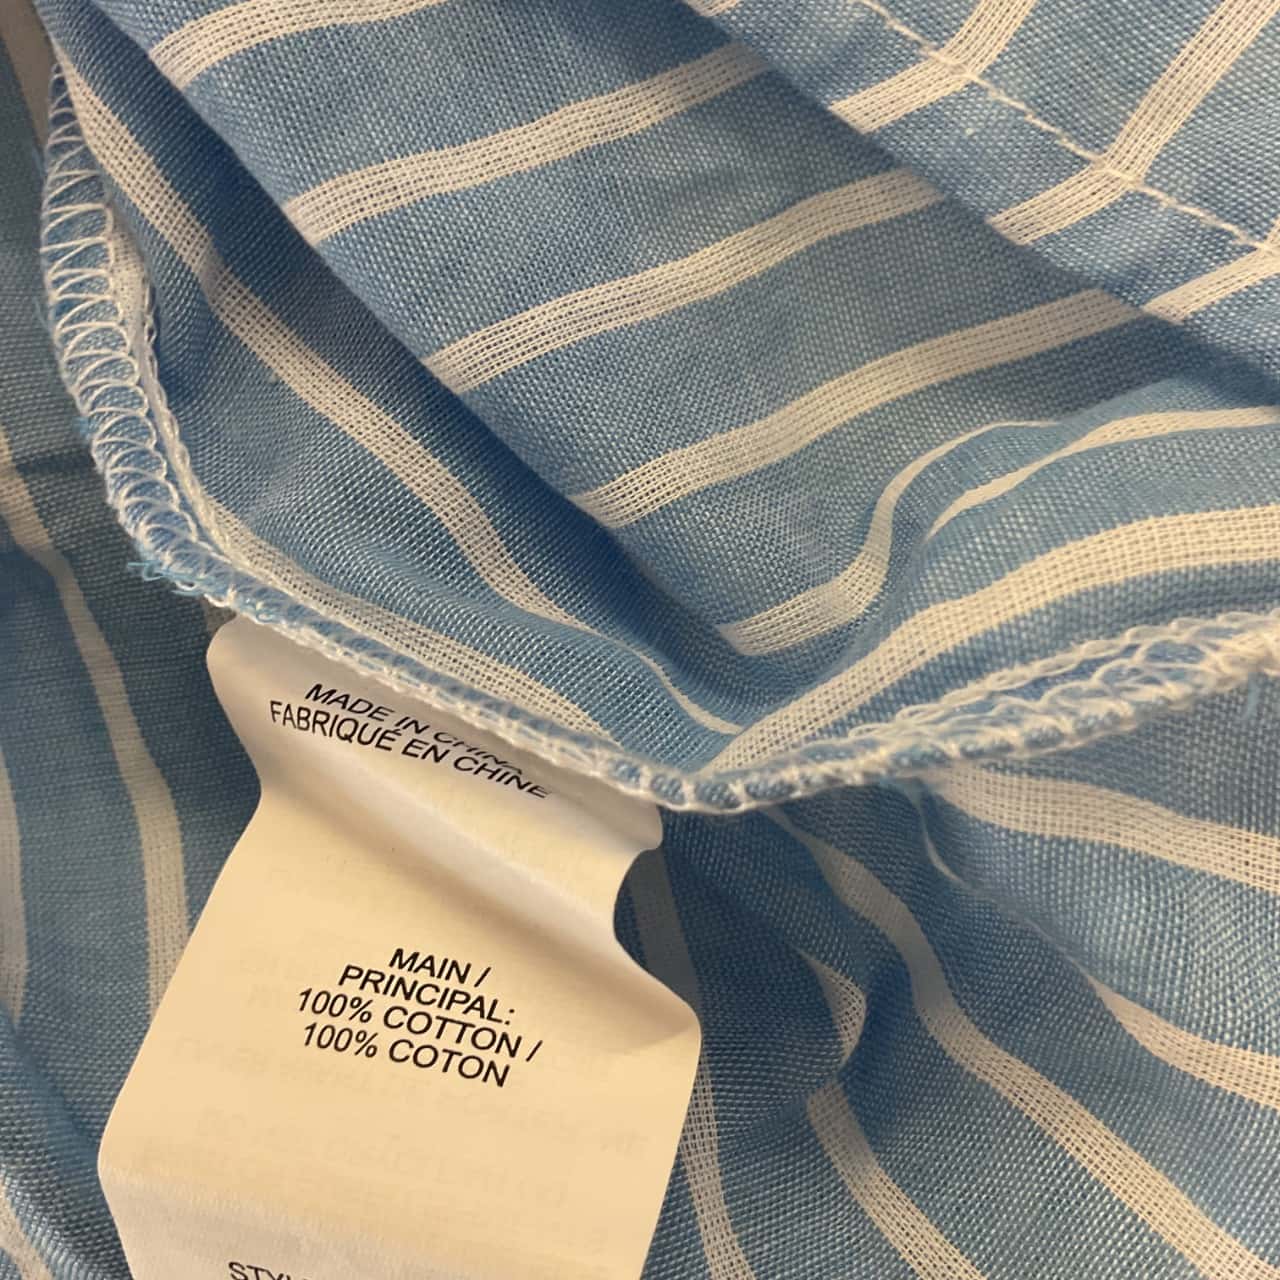 MADE IN CHINA
FABRIQUÉ EN CHINE
MAIN /
PRINCIPAL:
100% COTTON /
100% COTON